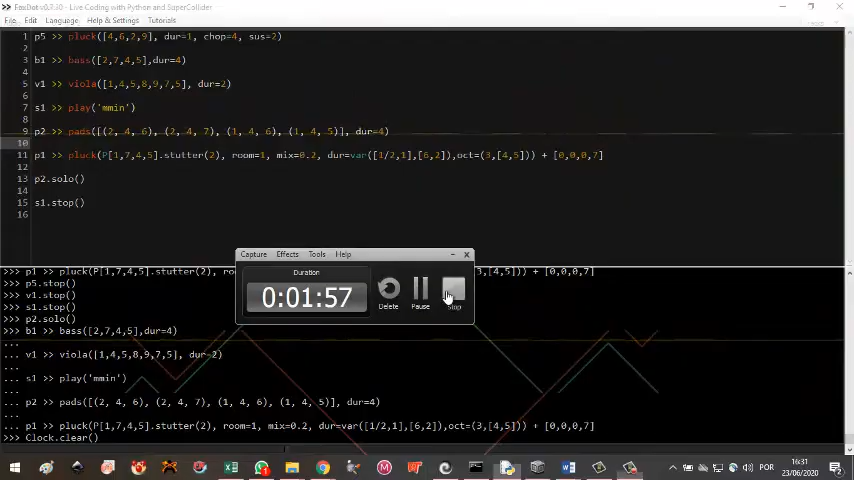 FoxDot v0.7.30 - Live Coding with Python and SuperCollider
File Edit Language Help & Settings Tutorials
1 p5 >> pluck([4,6,2,9], dur=1, chop=4, sus=2)
2
3 b1 >> bass([2,7,4,5],dur=4)
4
5 v1 >> viola([1,4,5,8,9,7,5], dur=2)
6
7 s1 >> play('mmin')
8
9 p2 >> pads([(2, 4, 6), (2, 4, 7), (1, 4, 6), (1, 4, 5)], dur=4)
10
11 p1 >> pluck(P[1,7,4,5].stutter(2), room=1, mix=0.2, dur=var([1/2,1],[6,2]),oct=(3,[4,5])) + [0,0,0,7]
12
13 p2.solo()
14
15 s1.stop()
16
Capture Effects Tools Help
Duration
0:01:57
Delete Pause Stop
>>> p1 >> pluck(P[1,7,4,5].stutter(2), room=1 ,[4,5])) + [0,0,0,7]
>>> p5.stop()
>>> v1.stop()
>>> s1.stop()
>>> p2.solo()
>>> b1 >> bass([2,7,4,5],dur=4)
...
... v1 >> viola([1,4,5,8,9,7,5], dur=2)
...
... s1 >> play('mmin')
...
... p2 >> pads([(2, 4, 6), (2, 4, 7), (1, 4, 6), (1, 4, 5)], dur=4)
...
... p1 >> pluck(P[1,7,4,5].stutter(2), room=1, mix=0.2, dur=var([1/2,1],[6,2]),oct=(3,[4,5])) + [0,0,0,7]
>>> Clock.clear()
POR
16:31
23/06/2020